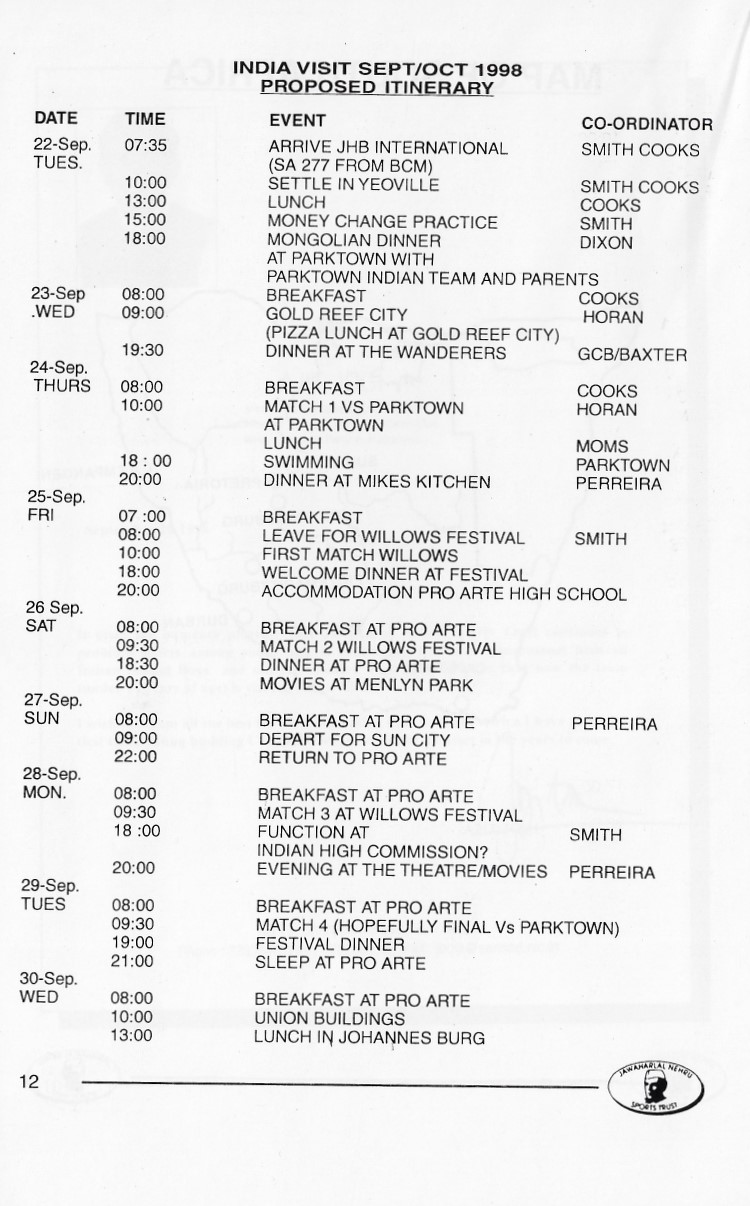 INDIA VISIT SEPT/OCT 1998
PROPOSED ITINERARY
DATE TIME EVENT CO-ORDINATOR
22-Sep. 07:35 ARRIVE JHB INTERNATIONAL SMITH COOKS
TUES. (SA 277 FROM BCM)
10:00 SETTLE IN YEOVILLE SMITH COOKS
13:00 LUNCH COOKS
15:00 MONEY CHANGE PRACTICE SMITH
18:00 MONGOLIAN DINNER DIXON
AT PARKTOWN WITH
PARKTOWN INDIAN TEAM AND PARENTS
23-Sep 08:00 BREAKFAST COOKS
.WED 09:00 GOLD REEF CITY HORAN
(PIZZA LUNCH AT GOLD REEF CITY)
19:30 DINNER AT THE WANDERERS GCB/BAXTER
24-Sep.
THURS 08:00 BREAKFAST COOKS
10:00 MATCH 1 VS PARKTOWN HORAN
AT PARKTOWN
LUNCH MOMS
18 : 00 SWIMMING PARKTOWN
20:00 DINNER AT MIKES KITCHEN PERREIRA
25-Sep.
FRI 07 :00 BREAKFAST
08:00 LEAVE FOR WILLOWS FESTIVAL SMITH
10:00 FIRST MATCH WILLOWS
18:00 WELCOME DINNER AT FESTIVAL
20:00 ACCOMMODATION PRO ARTE HIGH SCHOOL
26 Sep.
SAT 08:00 BREAKFAST AT PRO ARTE
09:30 MATCH 2 WILLOWS FESTIVAL
18:30 DINNER AT PRO ARTE
20:00 MOVIES AT MENLYN PARK
27-Sep.
SUN 08:00 BREAKFAST AT PRO ARTE PERREIRA
09:00 DEPART FOR SUN CITY
22:00 RETURN TO PRO ARTE
28-Sep.
MON. 08:00 BREAKFAST AT PRO ARTE
09:30 MATCH 3 AT WILLOWS FESTIVAL
18 :00 FUNCTION AT SMITH
INDIAN HIGH COMMISSION?
20:00 EVENING AT THE THEATRE/MOVIES PERREIRA
29-Sep.
TUES 08:00 BREAKFAST AT PRO ARTE
09:30 MATCH 4 (HOPEFULLY FINAL Vs PARKTOWN)
19:00 FESTIVAL DINNER
21:00 SLEEP AT PRO ARTE
30-Sep.
WED 08:00 BREAKFAST AT PRO ARTE
10:00 UNION BUILDINGS
13:00 LUNCH IN JOHANNES BURG
12
JAWAHARLAL NEHRU
SPORTS TRUST